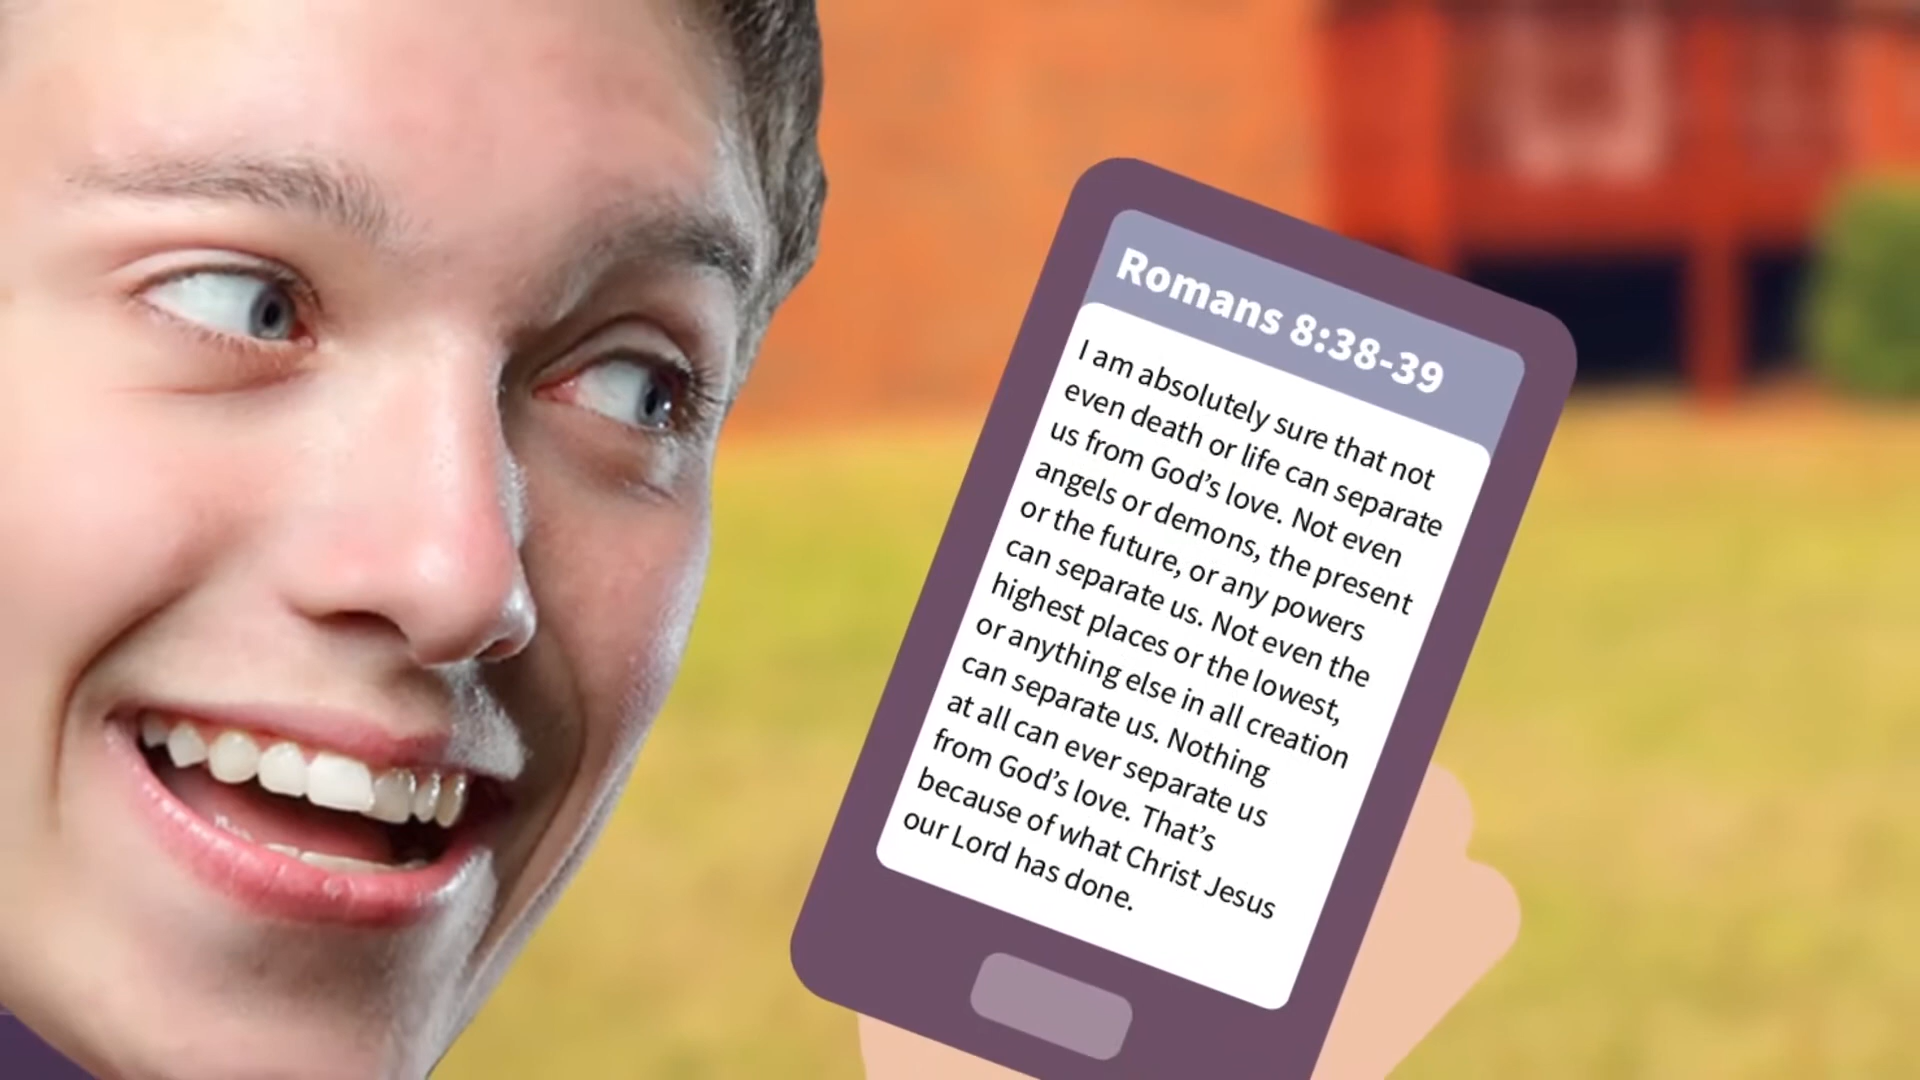 Romans 8:38-39
I am absolutely sure that not
even death or life can separate
us from God's love. Not even
angels or demons, the present
or the future, or any powers
can separate us. Not even the
highest places or the lowest,
or anything else in all creation
can separate us. Nothing
at all can ever separate us
from God's love. That's
because of what Christ Jesus
our Lord has done.